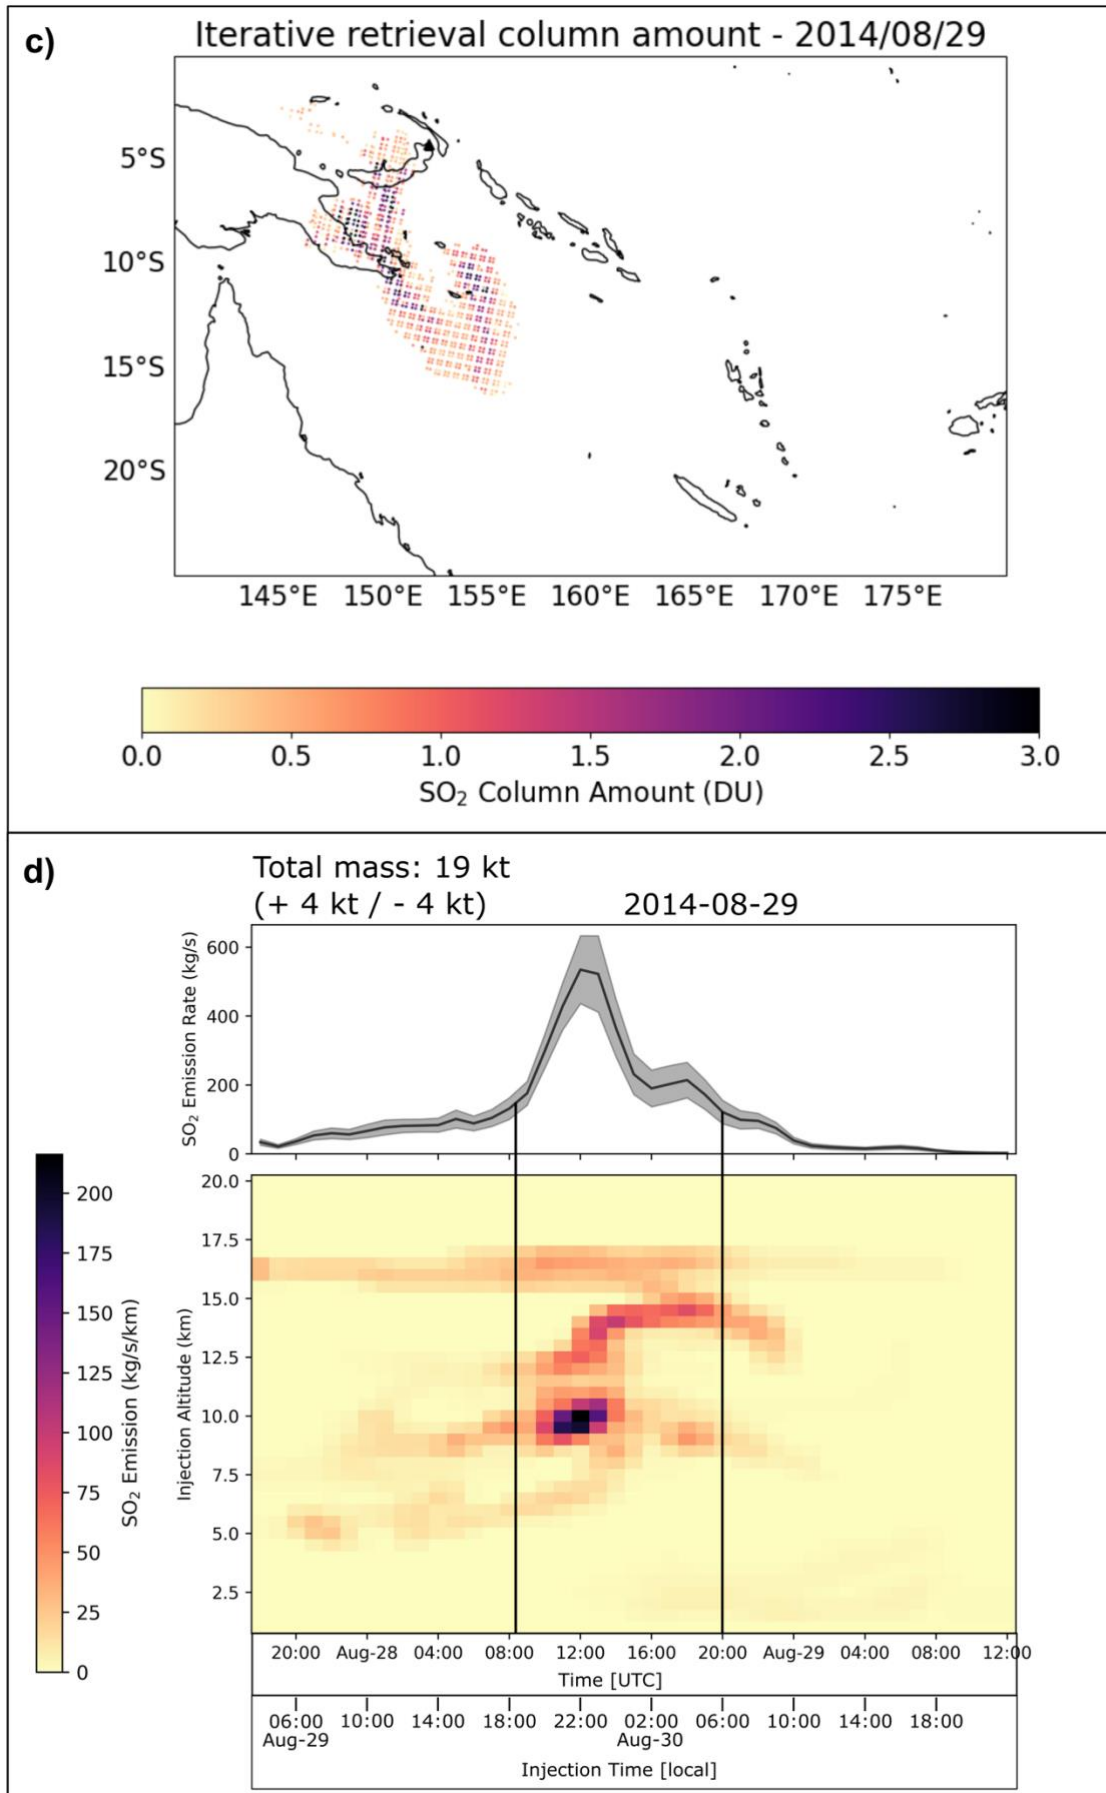 c)
Iterative retrieval column amount - 2014/08/29
5°S
10°S
15°S
20°S
145°E 150°E 155°E 160°E 165°E 170°E 175°E
0.0 0.5 1.0 1.5 2.0 2.5 3.0
SO₂ Column Amount (DU)
d)
Total mass: 19 kt
(+ 4 kt / - 4 kt)
2014-08-29
SO₂ Emission Rate (kg/s)
600
400
200
0
SO₂ Emission (kg/s/km)
200
175
150
125
100
75
50
25
0
Injection Altitude (km)
20.0
17.5
15.0
12.5
10.0
7.5
5.0
2.5
20:00 Aug-28 04:00 08:00 12:00 16:00 20:00 Aug-29 04:00 12:00
Time [UTC]
06:00 10:00 14:00 18:00 22:00 02:00 06:00 10:00 14:00 18:00
Aug-29 Aug-30
Injection Time [local]